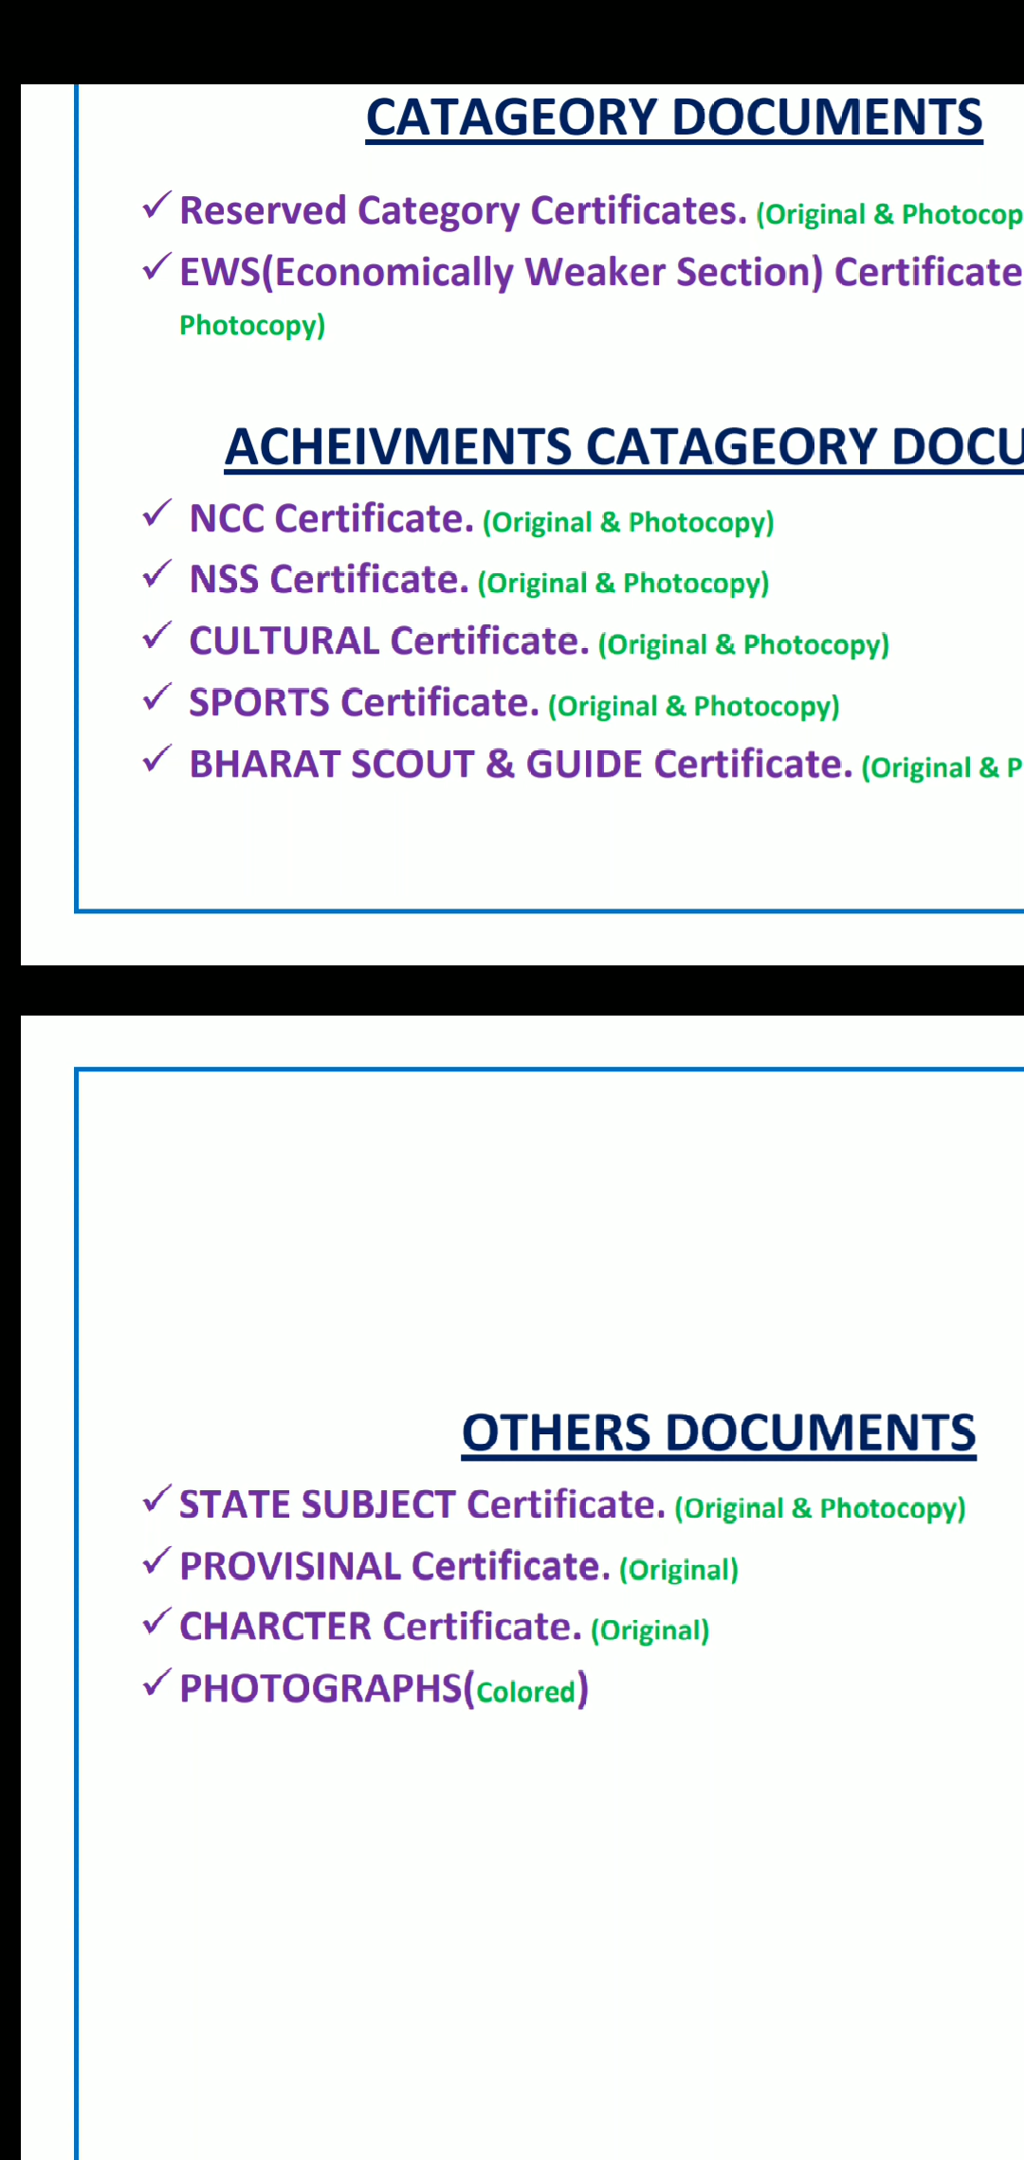 CATAGEORY DOCUMENTS
✓ Reserved Category Certificates. (Original & Photocop
✓ EWS(Economically Weaker Section) Certificate
Photocopy)
ACHEIVMENTS CATAGEORY DOCU
✓ NCC Certificate. (Original & Photocopy)
✓ NSS Certificate. (Original & Photocopy)
✓ CULTURAL Certificate. (Original & Photocopy)
✓ SPORTS Certificate. (Original & Photocopy)
✓ BHARAT SCOUT & GUIDE Certificate. (Original & P
OTHERS DOCUMENTS
✓ STATE SUBJECT Certificate. (Original & Photocopy)
✓ PROVISINAL Certificate. (Original)
✓ CHARCTER Certificate. (Original)
✓ PHOTOGRAPHS(Colored)